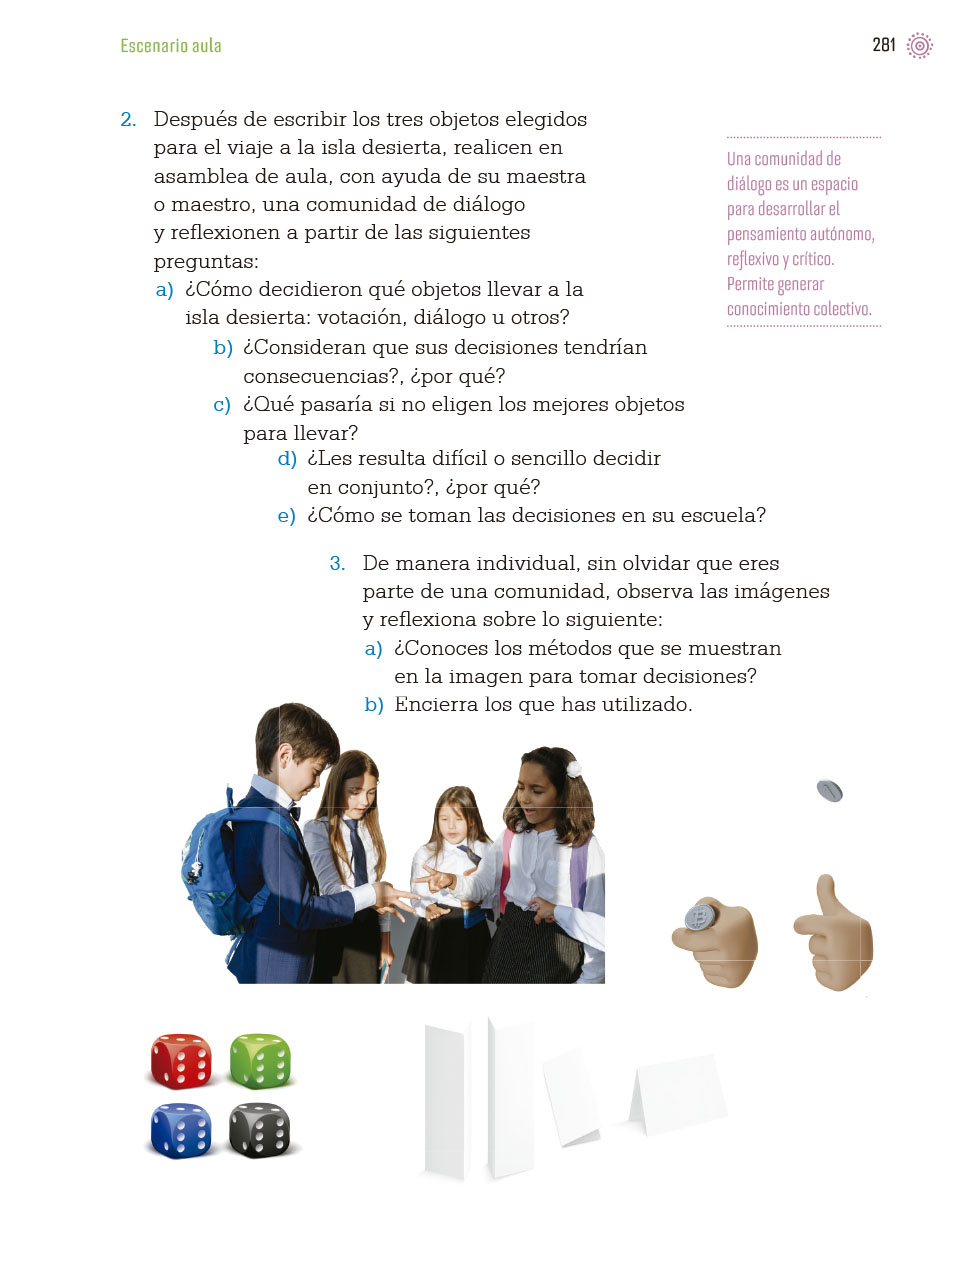 Escenario aula
281
2. Después de escribir los tres objetos elegidos
para el viaje a la isla desierta, realicen en
asamblea de aula, con ayuda de su maestra
o maestro, una comunidad de diálogo
y reflexionen a partir de las siguientes
preguntas:
a) ¿Cómo decidieron qué objetos llevar a la
isla desierta: votación, diálogo u otros?
b) ¿Consideran que sus decisiones tendrían
consecuencias?, ¿por qué?
c) ¿Qué pasaría si no eligen los mejores objetos
para llevar?
d) ¿Les resulta difícil o sencillo decidir
en conjunto?, ¿por qué?
e) ¿Cómo se toman las decisiones en su escuela?
Una comunidad de
diálogo es un espacio
para desarrollar el
pensamiento autónomo,
reflexivo y crítico.
Permite generar
conocimiento colectivo.
3. De manera individual, sin olvidar que eres
parte de una comunidad, observa las imágenes
y reflexiona sobre lo siguiente:
a) ¿Conoces los métodos que se muestran
en la imagen para tomar decisiones?
b) Encierra los que has utilizado.